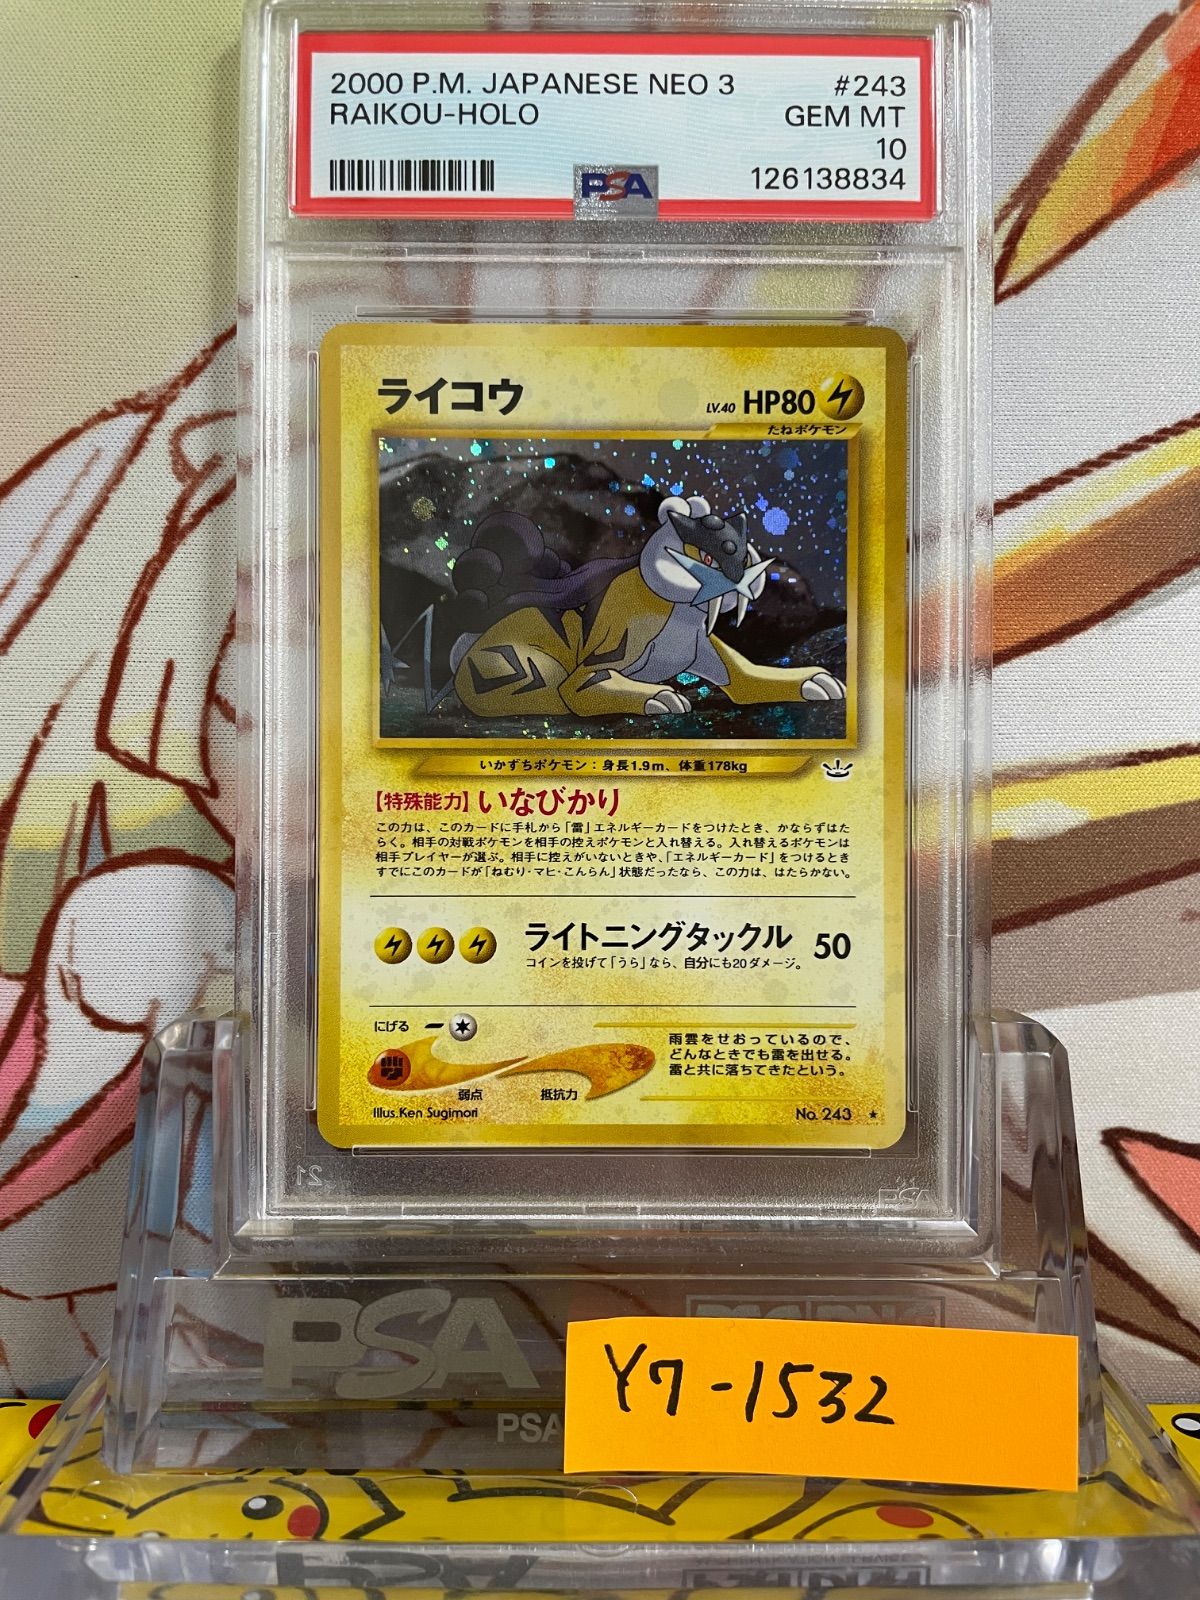 2000 P.M. JAPANESE NEO 3 #243
RAIKOU-HOLO GEM MT
10
PSA 126138834
ライコウ LV.40 HP80
たねポケモン
いかずちポケモン：身長1.9m、体重178kg
【特殊能力】いなびかり
この力は、このカードに手札から「雷」エネルギーカードをつけたとき、かならずはた
らく。相手の対戦ポケモンを相手の控えポケモンと入れ替える。入れ替えるポケモンは
相手プレイヤーが選ぶ。相手に控えがいないときや、「エネルギーカード」をつけるとき
すでにこのカードが「ねむり・マヒ・こんらん」状態だったなら、この力は、はたらかない。
ライトニングタックル 50
コインを投げて「うら」なら、自分にも20ダメージ。
にげる
雨雲をせおっているので、
どんなときでも雷を出せる。
雷と共に落ちてきたという。
弱点 抵抗力
Illus.Ken Sugimori No. 243 ★
21 PSA
PSA
PSA
Y7-1532